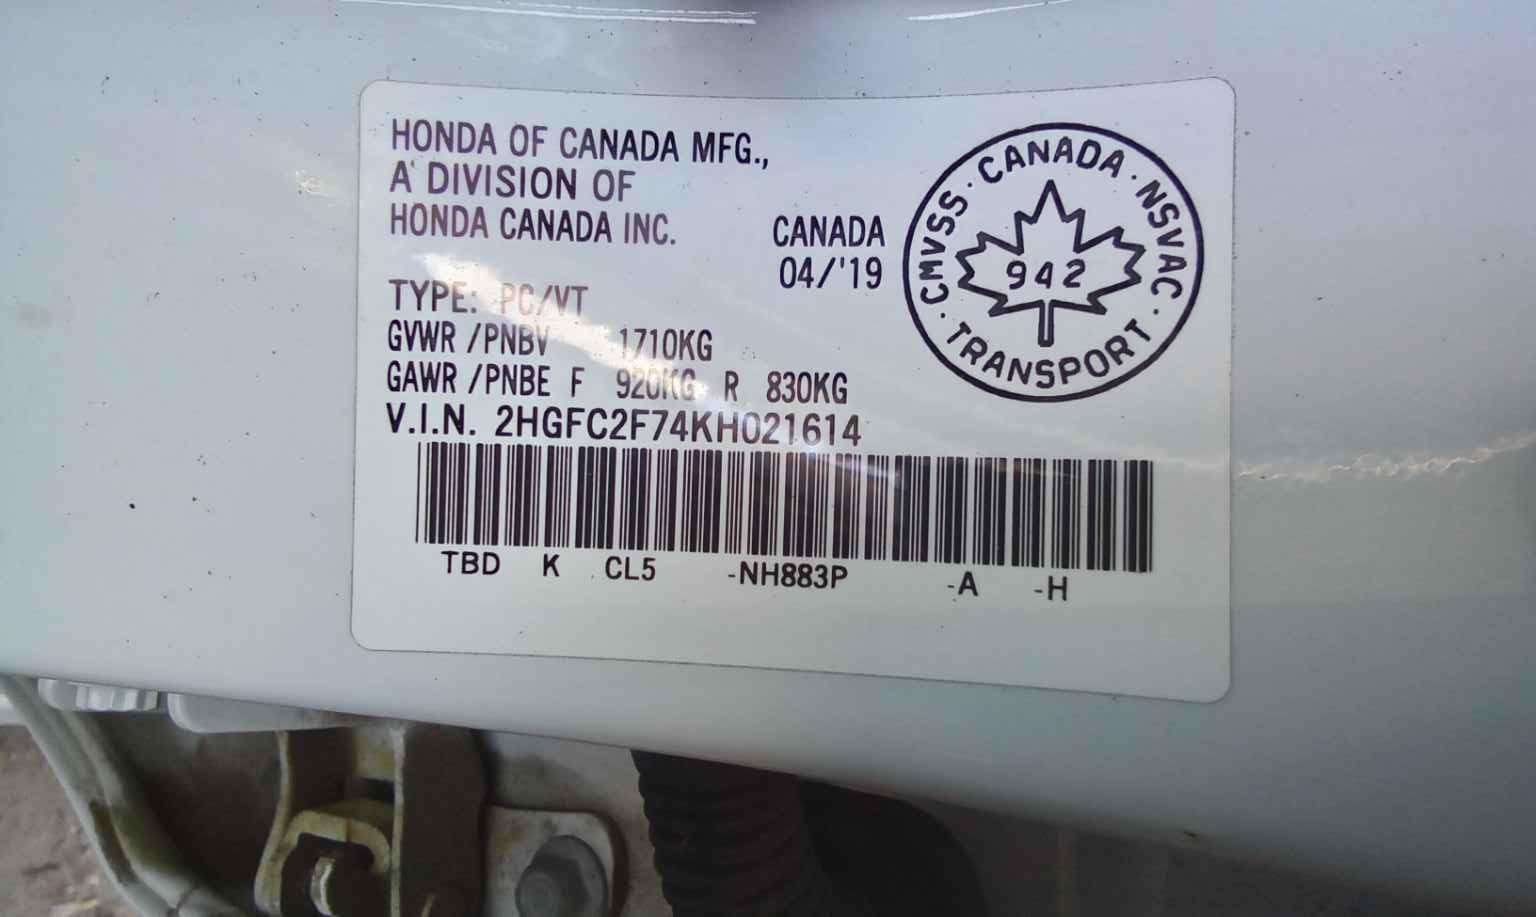 HONDA OF CANADA MFG.,
A DIVISION OF
HONDA CANADA INC.
CANADA
04/'19
CMVSS · CANADA · NSVAC · TRANSPORT ·
942
TYPE: PC/VT
GVWR /PNBV 1710KG
GAWR /PNBE F 920KG R 830KG
V.I.N. 2HGFC2F74KH021614
TBD K CL5 -NH883P -A -H